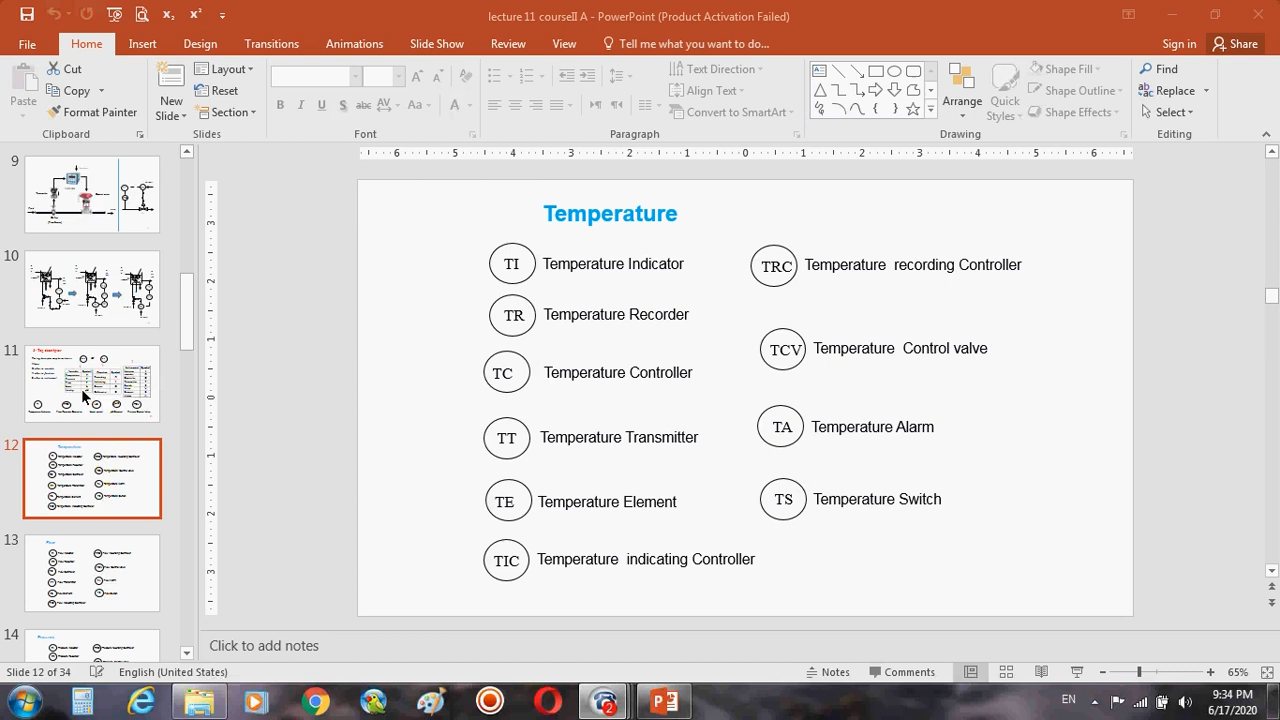 lecture 11 courseII A - PowerPoint (Product Activation Failed)
File Home Insert Design Transitions Animations Slide Show Review View Tell me what you want to do... Sign in Share
Paste
Cut
Copy
Format Painter
Clipboard
New
Slide
Layout
Reset
Section
Slides
Font
Text Direction
Align Text
Convert to SmartArt
Paragraph
Arrange
Quick
Styles
Shape Fill
Shape Outline
Shape Effects
Drawing
Find
Replace
Select
Editing
9
10
11
12
13
14
Temperature
TI Temperature Indicator
TR Temperature Recorder
TC Temperature Controller
TT Temperature Transmitter
TE Temperature Element
TIC Temperature indicating Controller
TRC Temperature recording Controller
TCV Temperature Control valve
TA Temperature Alarm
TS Temperature Switch
Click to add notes
Slide 12 of 34 English (United States) Notes Comments 65%
EN 9:34 PM
6/17/2020